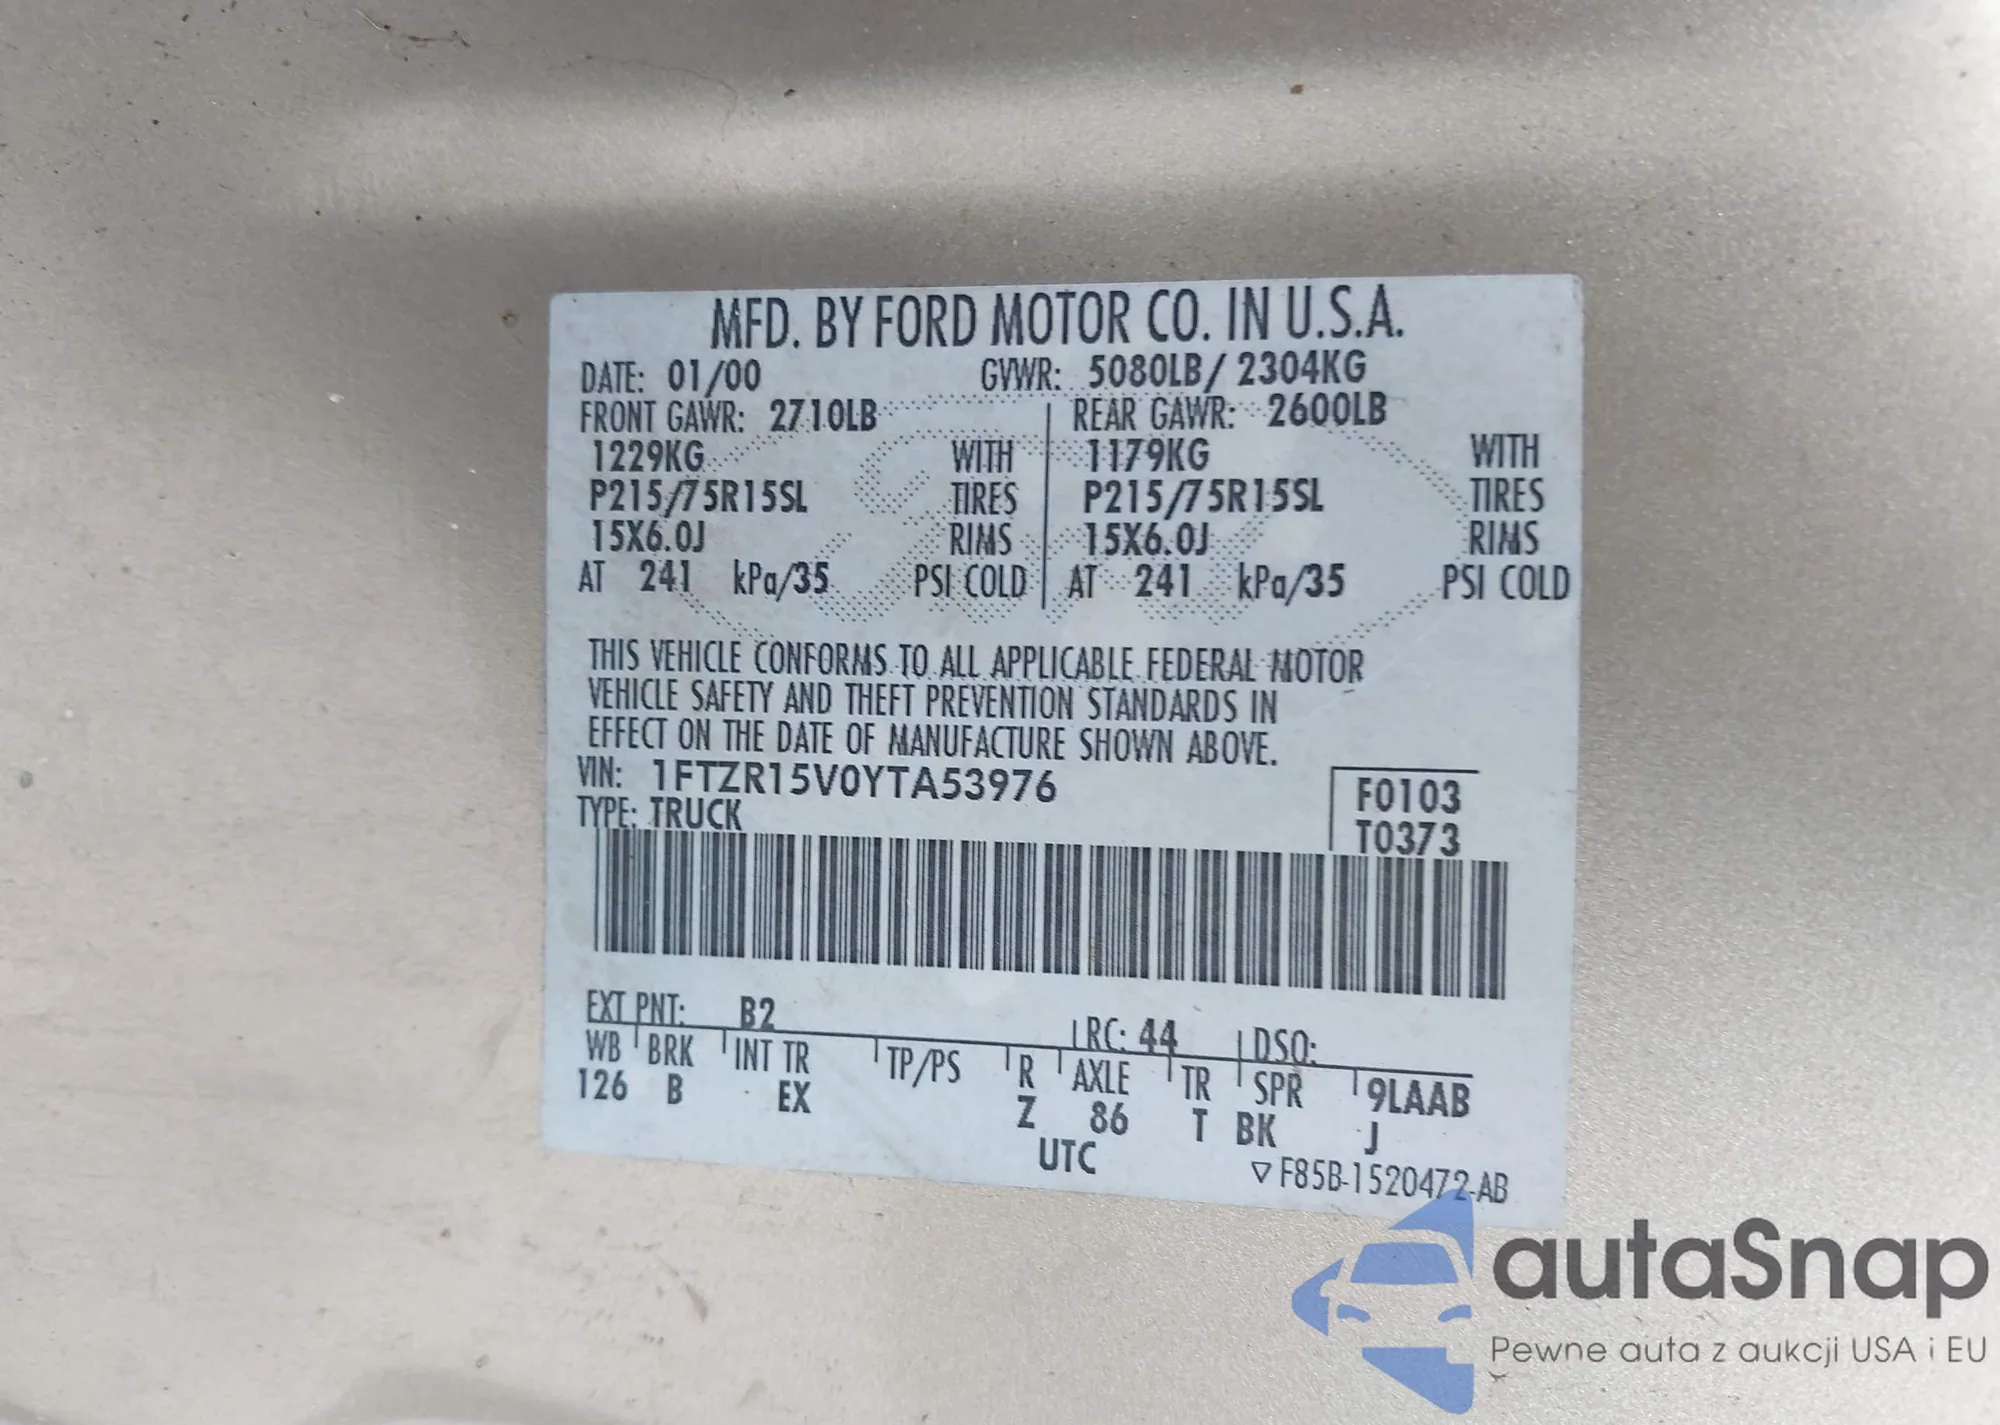 MFD. BY FORD MOTOR CO. IN U.S.A.
DATE: 01/00 GVWR: 5080LB/ 2304KG
FRONT GAWR: 2710LB REAR GAWR: 2600LB
1229KG WITH 1179KG WITH
P215/75R15SL TIRES P215/75R15SL TIRES
15X6.0J RIMS 15X6.0J RIMS
AT 241 kPa/35 PSI COLD AT 241 kPa/35 PSI COLD
THIS VEHICLE CONFORMS TO ALL APPLICABLE FEDERAL MOTOR
VEHICLE SAFETY AND THEFT PREVENTION STANDARDS IN
EFFECT ON THE DATE OF MANUFACTURE SHOWN ABOVE.
VIN: 1FTZR15V0YTA53976
F0103
TYPE: TRUCK
T0373
EXT PNT: B2 RC: 44 DSO:
WB BRK INT TR TP/PS R AXLE TR SPR 9LAAB
126 B EX Z 86 T BK J
UTC
F85B-1520472-AB
autaSnap
Pewne auta z aukcji USA i EU